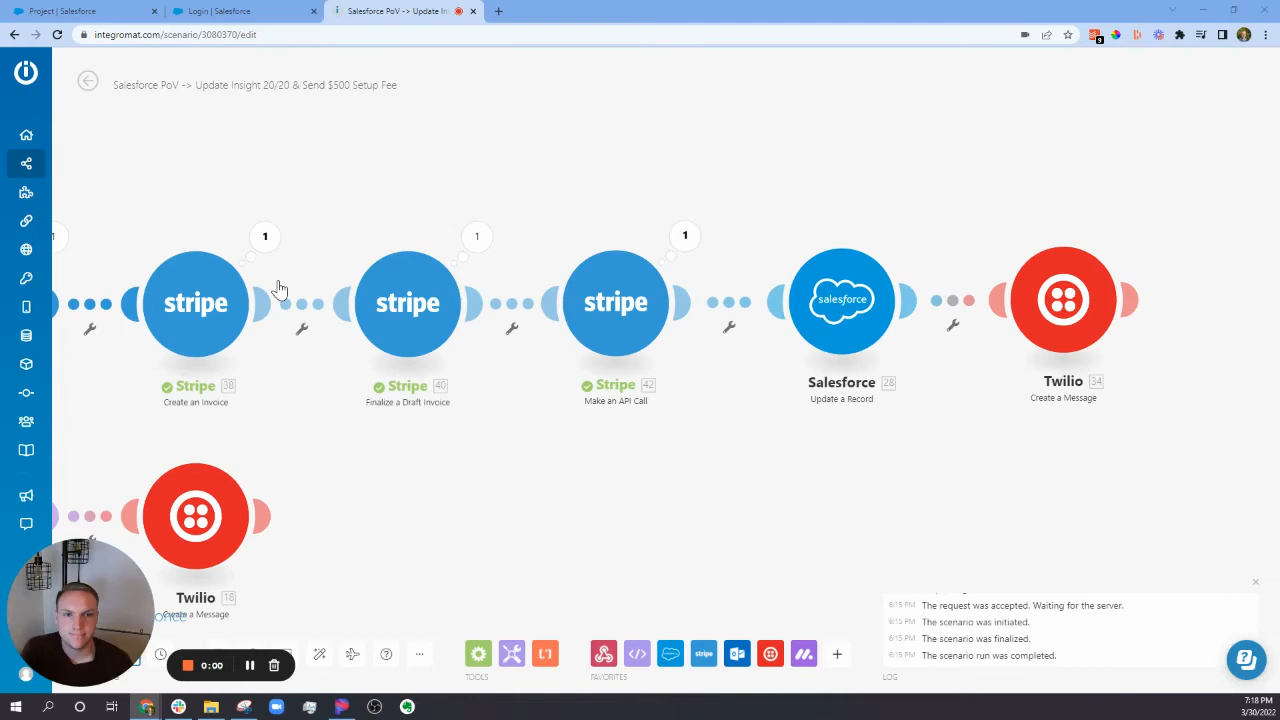 Project | Salesforce
Login | Salesforce
Salesforce PoV -> Update In
integromat.com/scenario/3080370/edit
9
Salesforce PoV -> Update Insight 20/20 & Send $500 Setup Fee
1
1
1
1
stripe
stripe
stripe
salesforce
Stripe 38
Create an Invoice
Stripe 40
Finalize a Draft Invoice
Stripe 42
Make an API Call
Salesforce 28
Update a Record
Twilio 34
Create a Message
Twilio 18
Create a Message
once
6:15 PM The request was accepted. Waiting for the server.
6:15 PM The scenario was initiated.
6:15 PM The scenario was finalized.
6:15 PM The scenario run was completed.
0:00
stripe
TOOLS
FAVORITES
LOG
7:18 PM
3/30/2022